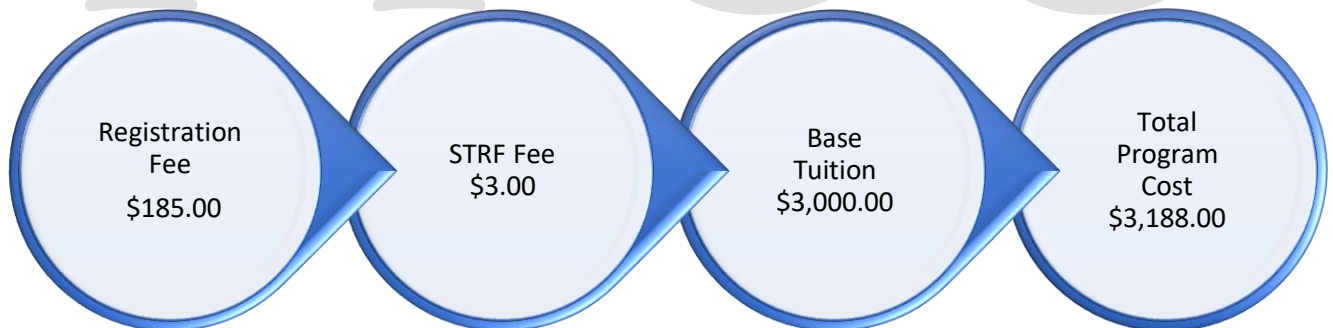 Registration
Fee
$185.00
STRF Fee
$3.00
Base
Tuition
$3,000.00
Total
Program
Cost
$3,188.00